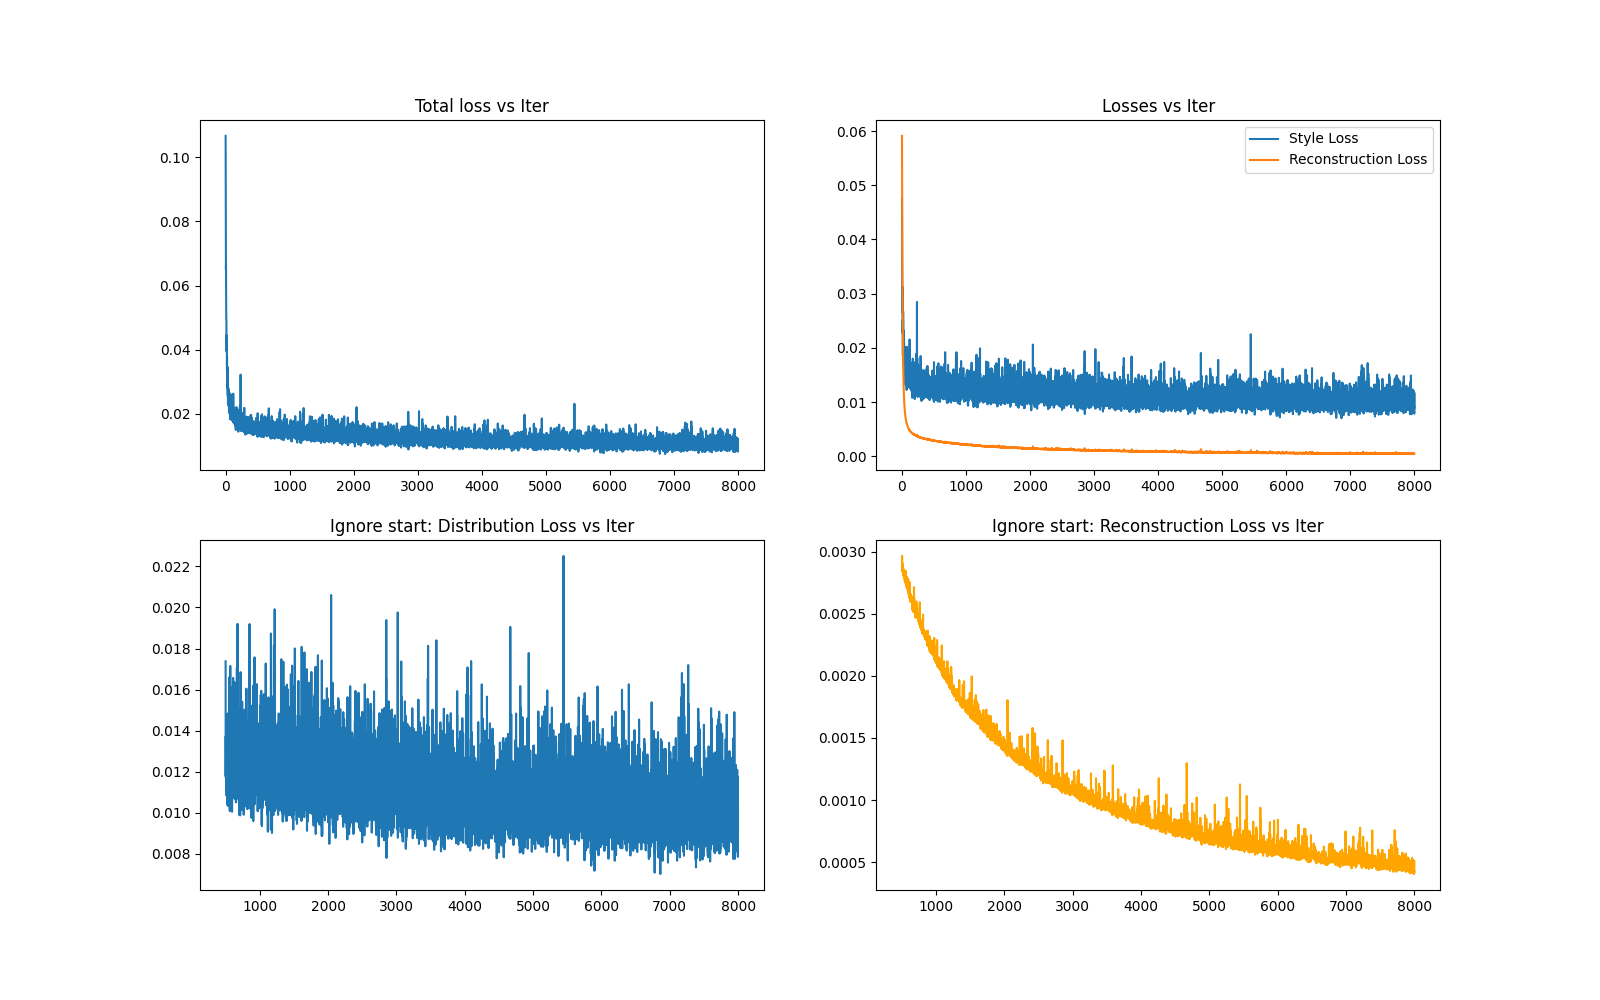 Total loss vs Iter
0.10
0.08
0.06
0.04
0.02
0 1000 2000 3000 4000 5000 6000 7000 8000
Losses vs Iter
Style Loss
Reconstruction Loss
0.06
0.05
0.04
0.03
0.02
0.01
0.00
0 1000 2000 3000 4000 5000 6000 7000 8000
Ignore start: Distribution Loss vs Iter
0.022
0.020
0.018
0.016
0.014
0.012
0.010
0.008
1000 2000 3000 4000 5000 6000 7000 8000
Ignore start: Reconstruction Loss vs Iter
0.0030
0.0025
0.0020
0.0015
0.0010
0.0005
1000 2000 3000 4000 5000 6000 7000 8000